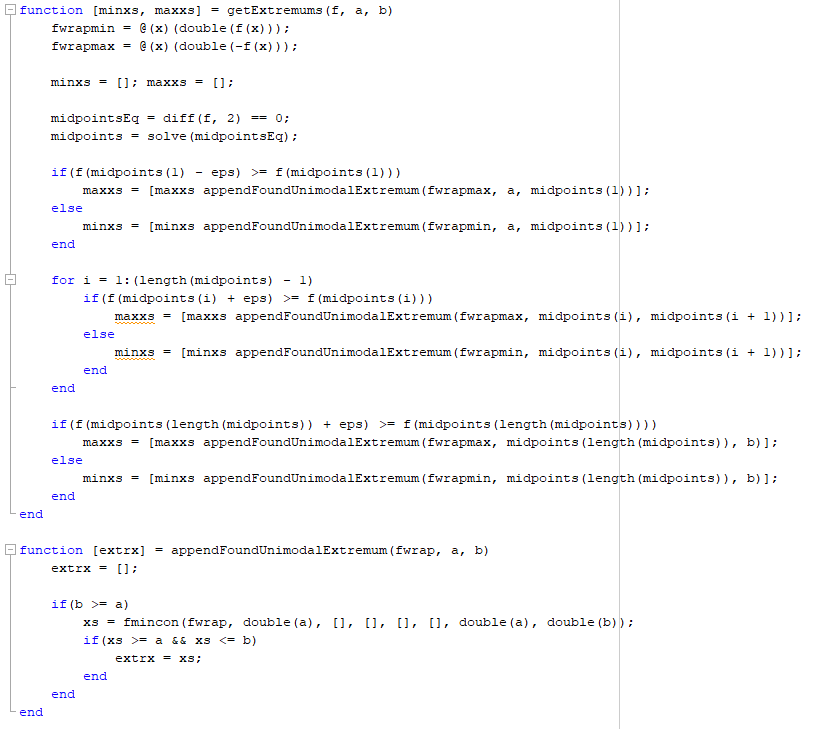 function [minxs, maxxs] = getExtremums(f, a, b)
    fwrapmin = @(x)(double(f(x)));
    fwrapmax = @(x)(double(-f(x)));

    minxs = []; maxxs = [];

    midpointsEq = diff(f, 2) == 0;
    midpoints = solve(midpointsEq);

    if(f(midpoints(1) - eps) >= f(midpoints(1)))
        maxxs = [maxxs appendFoundUnimodalExtremum(fwrapmax, a, midpoints(1))];
    else
        minxs = [minxs appendFoundUnimodalExtremum(fwrapmin, a, midpoints(1))];
    end

    for i = 1:(length(midpoints) - 1)
        if(f(midpoints(i) + eps) >= f(midpoints(i)))
            maxxs = [maxxs appendFoundUnimodalExtremum(fwrapmax, midpoints(i), midpoints(i + 1))];
        else
            minxs = [minxs appendFoundUnimodalExtremum(fwrapmin, midpoints(i), midpoints(i + 1))];
        end
    end

    if(f(midpoints(length(midpoints)) + eps) >= f(midpoints(length(midpoints))))
        maxxs = [maxxs appendFoundUnimodalExtremum(fwrapmax, midpoints(length(midpoints)), b)];
    else
        minxs = [minxs appendFoundUnimodalExtremum(fwrapmin, midpoints(length(midpoints)), b)];
    end
end

function [extrx] = appendFoundUnimodalExtremum(fwrap, a, b)
    extrx = [];

    if(b >= a)
        xs = fmincon(fwrap, double(a), [], [], [], [], double(a), double(b));
        if(xs >= a && xs <= b)
            extrx = xs;
        end
    end
end